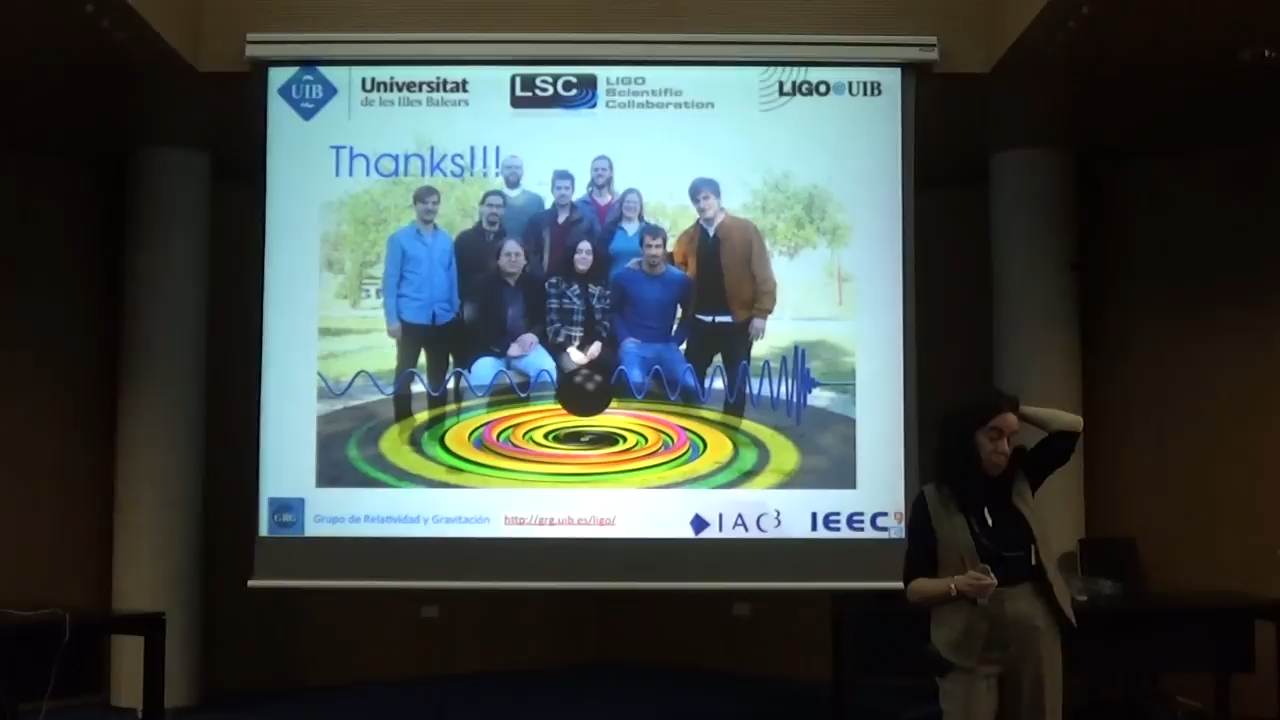 UIB
Universitat
de les Illes Balears
LSC
LIGO
Scientific
Collaboration
LIGO@UIB
Thanks!!!
GRG
Grupo de Relatividad y Gravitación
http://grg.uib.es/ligo/
IAC3
IEEC9